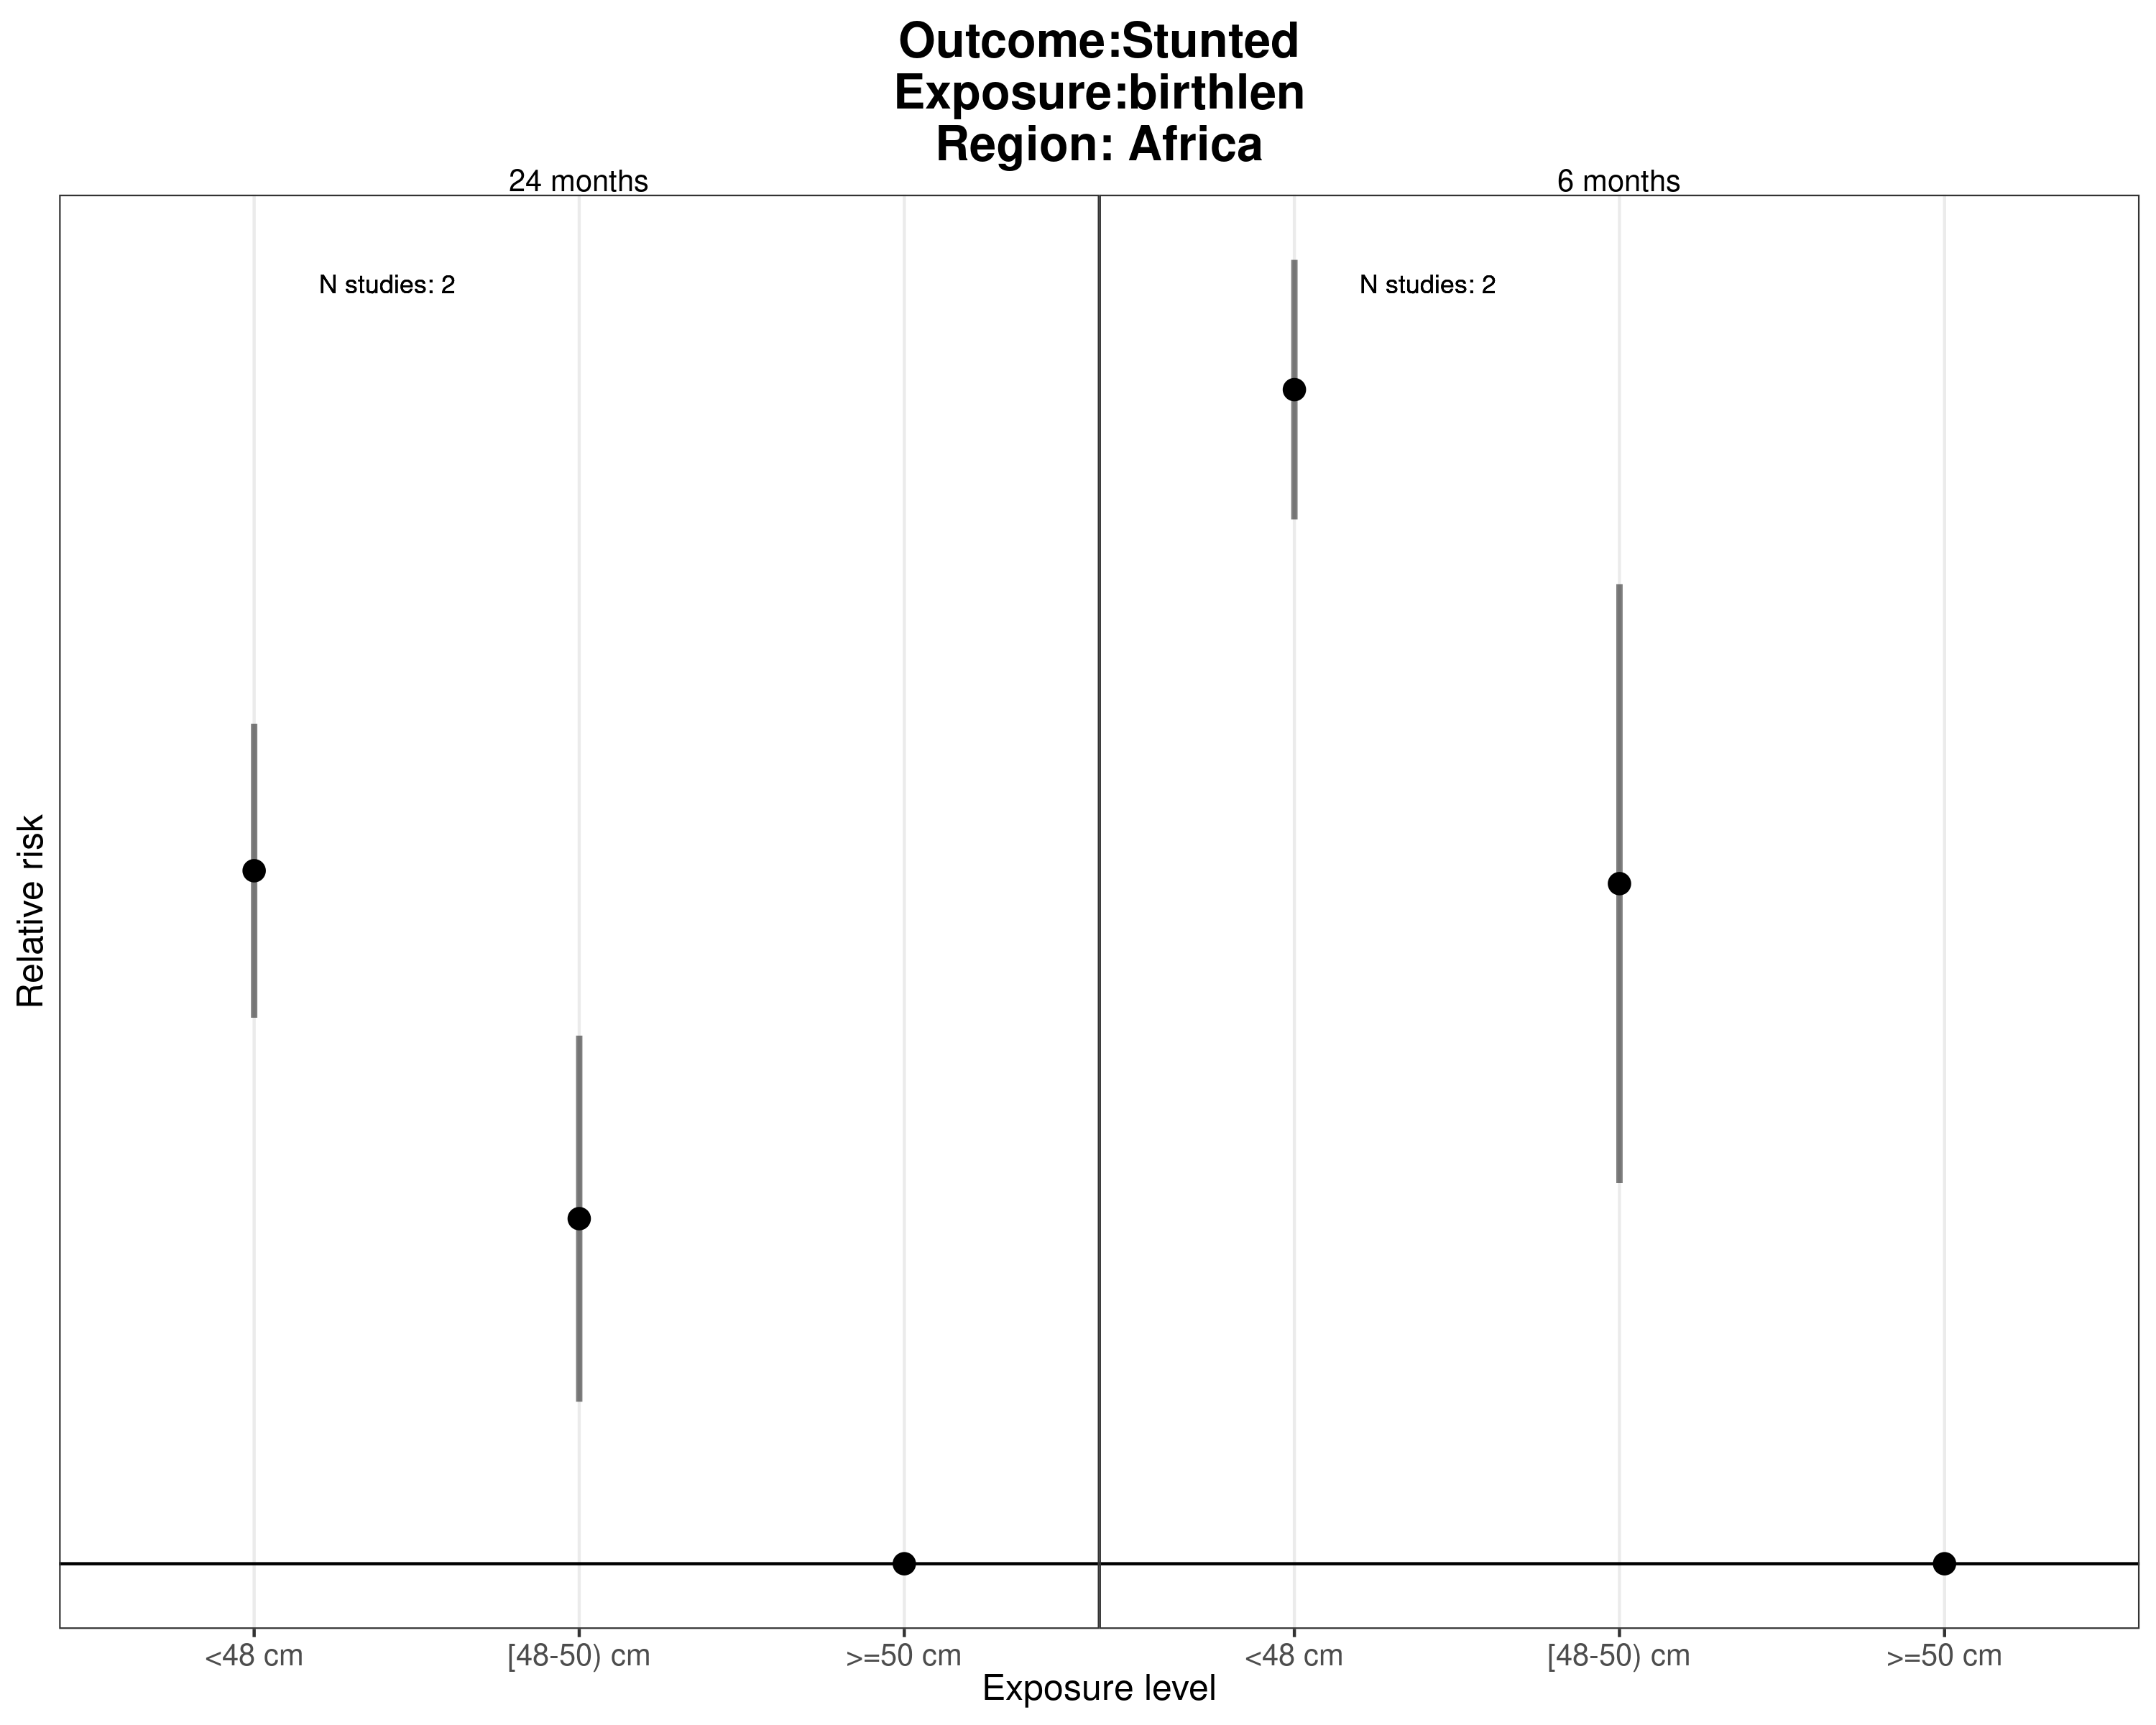 Outcome:Stunted
Exposure:birthlen
Region: Africa
24 months
6 months
N studies: 2
N studies: 2
Relative risk
<48 cm
[48-50) cm
>=50 cm
<48 cm
[48-50) cm
>=50 cm
Exposure level